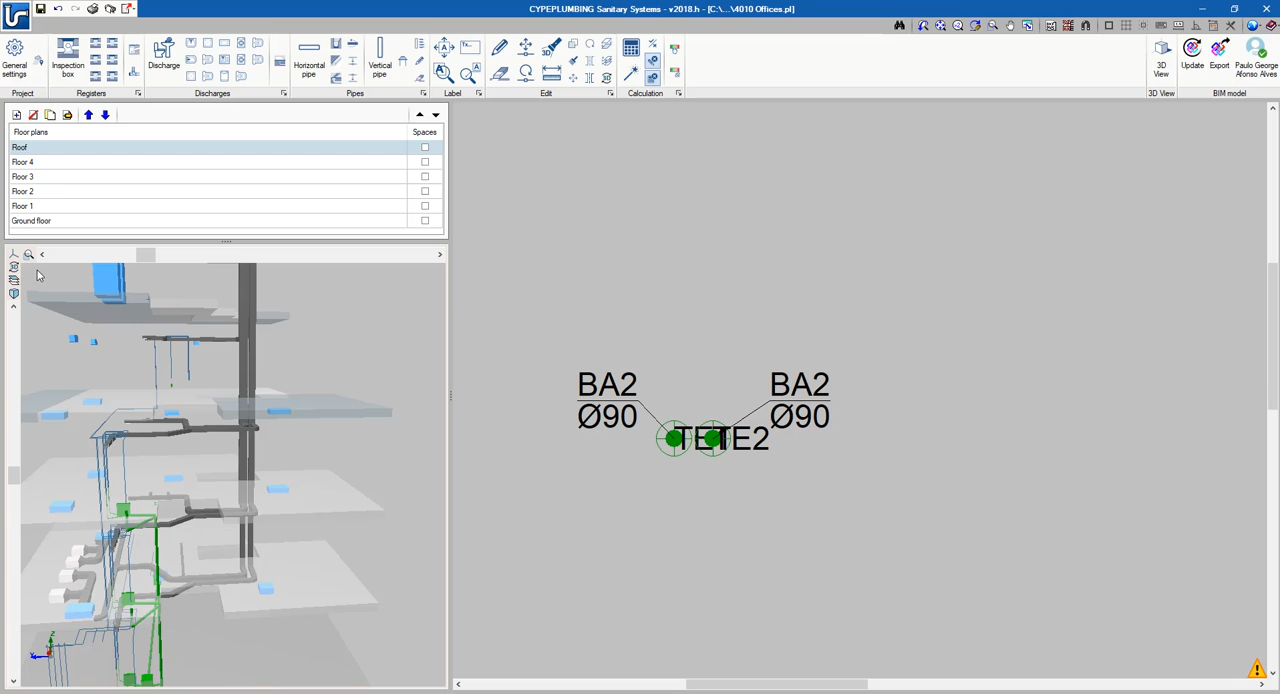 CYPEPLUMBING Sanitary Systems - v2018.h - [C:\...\4010 Offices.pl]
General settings
Inspection box
Discharge
Horizontal pipe
Vertical pipe
3D View
Update
Export
Paulo George Afonso Alves
Project
Registers
Discharges
Pipes
Label
Edit
Calculation
3D View
BIM model
Floor plans
Spaces
Roof
Floor 4
Floor 3
Floor 2
Floor 1
Ground floor
BA2
Ø90
BA2
Ø90
TE2
Z